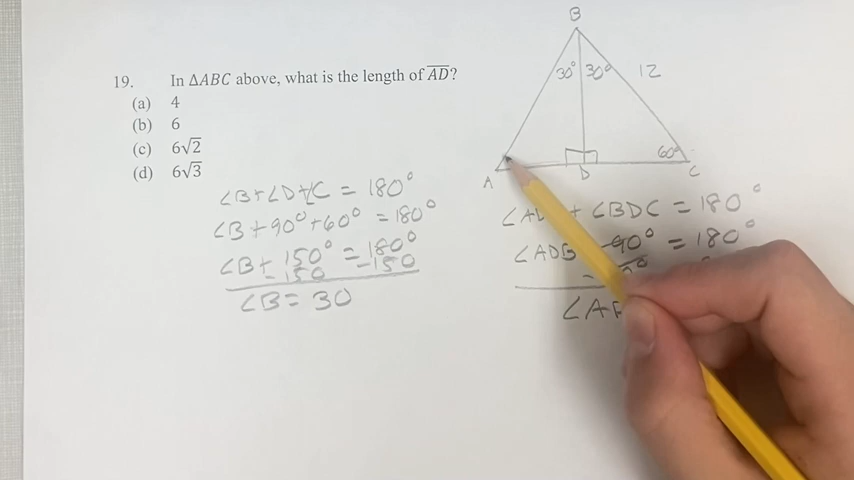 19. In ΔABC above, what is the length of A̅D̅?
(a) 4
(b) 6
(c) 6√2
(d) 6√3
B
30° 30° 12
60°
A D C
∠B+∠D+∠C = 180°
∠B+90°+60° = 180°
∠B+150° = 180°
-150 -150
∠B = 30
+ ∠BDC = 180°
∠ADB +90° = 180°